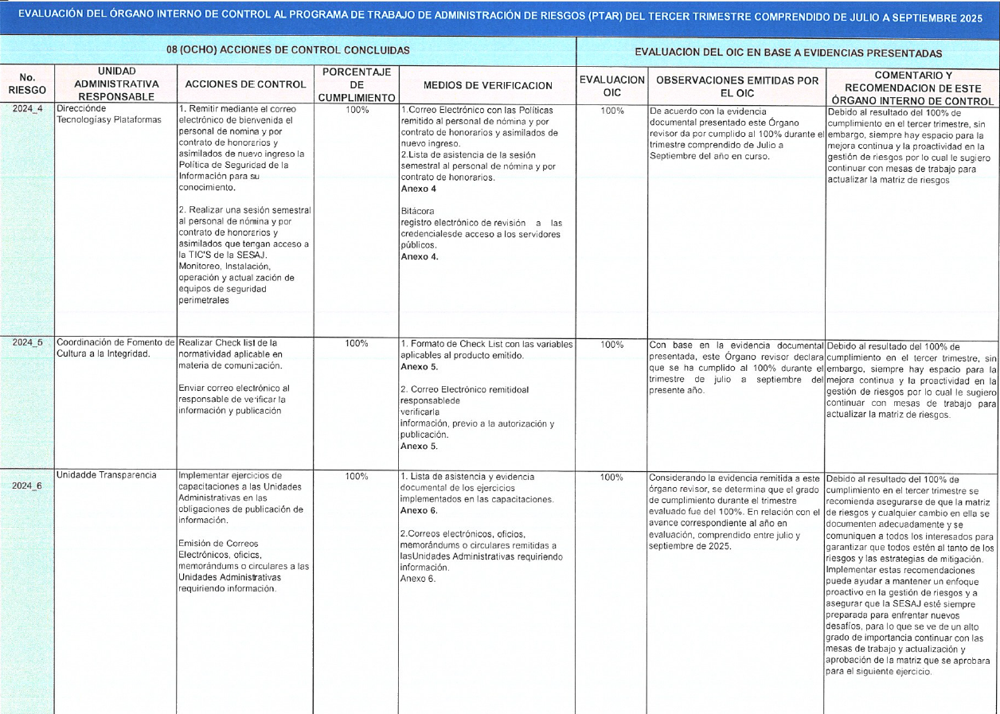 EVALUACIÓN DEL ÓRGANO INTERNO DE CONTROL AL PROGRAMA DE TRABAJO DE ADMINISTRACIÓN DE RIESGOS (PTAR) DEL TERCER TRIMESTRE COMPRENDIDO DE JULIO A SEPTIEMBRE 2025
08 (OCHO) ACCIONES DE CONTROL CONCLUIDAS
EVALUACION DEL OIC EN BASE A EVIDENCIAS PRESENTADAS
No.
RIESGO
UNIDAD
ADMINISTRATIVA
RESPONSABLE
ACCIONES DE CONTROL
PORCENTAJE
DE
CUMPLIMIENTO
MEDIOS DE VERIFICACION
EVALUACION
OIC
OBSERVACIONES EMITIDAS POR
EL OIC
COMENTARIO Y
RECOMENDACION DE ESTE
ÓRGANO INTERNO DE CONTROL
2024_4
Direcciónde
Tecnologíasy Plataformas
1. Remitir mediante el correo
electrónico de bienvenida el
personal de nomina y por
contrato de honorarios y
asimilados de nuevo ingreso la
Política de Seguridad de la
Información para su
conocimiento.
2. Realizar una sesión semestral
al personal de nómina y por
contrato de honorarios y
asimilados que tengan acceso a
la TIC'S de la SESAJ.
Monitoreo, Instalación,
operación y actual zación de
equipos de seguridad
perimetrales
100%
1.Correo Electrónico con las Políticas
remitido al personal de nómina y por
contrato de honorarios y asimilados de
nuevo ingreso.
2.Lista de asistencia de la sesión
semestral al personal de nómina y por
contrato de honorarios.
Anexo 4
Bitácora
registro electrónico de revisión a las
credencialesde acceso a los servidores
públicos.
Anexo 4.
100%
De acuerdo con la evidencia
documental presentado este Órgano
revisor da por cumplido al 100% durante el
trimestre comprendido de Julio a
Septiembre del año en curso.
Debido al resultado del 100% de
cumplimiento en el tercer trimestre, sin
embargo, siempre hay espacio para la
mejora continua y la proactividad en la
gestión de riesgos por lo cual le sugiero
continuar con mesas de trabajo para
actualizar la matriz de riesgos
2024_5
Coordinación de Fomento de
Cultura a la Integridad.
Realizar Check list de la
normatividad aplicable en
materia de comunicación.
Enviar correo electrónico al
responsable de verificar la
información y publicación
100%
1. Formato de Check List con las variables
aplicables al producto emitido.
Anexo 5.
2. Correo Electrónico remitidoal
responsablede
verificarla
información, previo a la autorización y
publicación.
Anexo 5.
100%
Con base en la evidencia documental
presentada, este Órgano revisor declara
que se ha cumplido al 100% durante el
trimestre de julio a septiembre del
presente año.
Debido al resultado del 100% de
cumplimiento en el tercer trimestre, sin
embargo, siempre hay espacio para la
mejora continua y la proactividad en la
gestión de riesgos por lo cual le sugiero
continuar con mesas de trabajo para
actualizar la matriz de riesgos.
2024_6
Unidadde Transparencia
Implementar ejercicios de
capacitaciones a las Unidades
Administrativas en las
obligaciones de publicación de
información.
Emisión de Correos
Electrónicos, oficios,
memorándums o circulares a las
Unidades Administrativas
requiriendo información.
100%
1. Lista de asistencia y evidencia
documental de los ejercicios
implementados en las capacitaciones.
Anexo 6.
2.Correos electrónicos, oficios,
memorándums o circulares remitidas a
lasUnidades Administrativas requiriendo
información.
Anexo 6.
100%
Considerando la evidencia remitida a este
órgano revisor, se determina que el grado
de cumplimiento durante el trimestre
evaluado fue del 100%. En relación con el
avance correspondiente al año en
evaluación, comprendido entre julio y
septiembre de 2025.
Debido al resultado del 100% de
cumplimiento en el tercer trimestre se
recomienda asegurarse de que la matriz
de riesgos y cualquier cambio en ella se
documenten adecuadamente y se
comuniquen a todos los interesados para
garantizar que todos estén al tanto de los
riesgos y las estrategias de mitigación.
Implementar estas recomendaciones
puede ayudar a mantener un enfoque
proactivo en la gestión de riesgos y a
asegurar que la SESAJ esté siempre
preparada para enfrentar nuevos
desafíos, para lo que se ve de un alto
grado de importancia continuar con las
mesas de trabajo y actualización y
aprobación de la matriz que se aprobara
para el siguiente ejercicio.